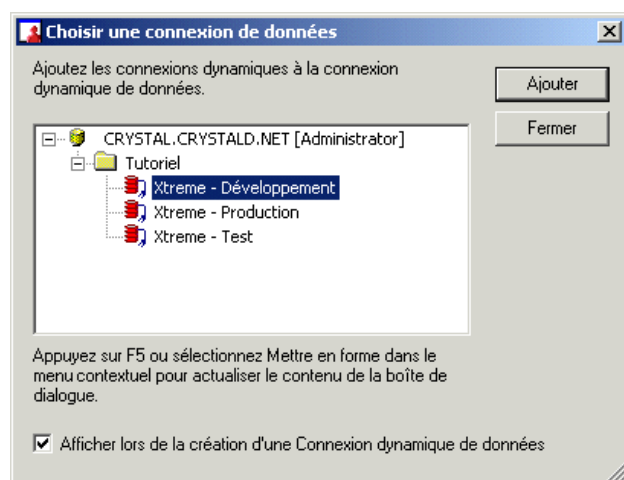 Choisir une connexion de données
Ajoutez les connexions dynamiques à la connexion
dynamique de données.
Ajouter
Fermer
CRYSTAL.CRYSTALD.NET [Administrator]
Tutoriel
Xtreme - Développement
Xtreme - Production
Xtreme - Test
Appuyez sur F5 ou sélectionnez Mettre en forme dans le
menu contextuel pour actualiser le contenu de la boîte de
dialogue.
Afficher lors de la création d'une Connexion dynamique de données